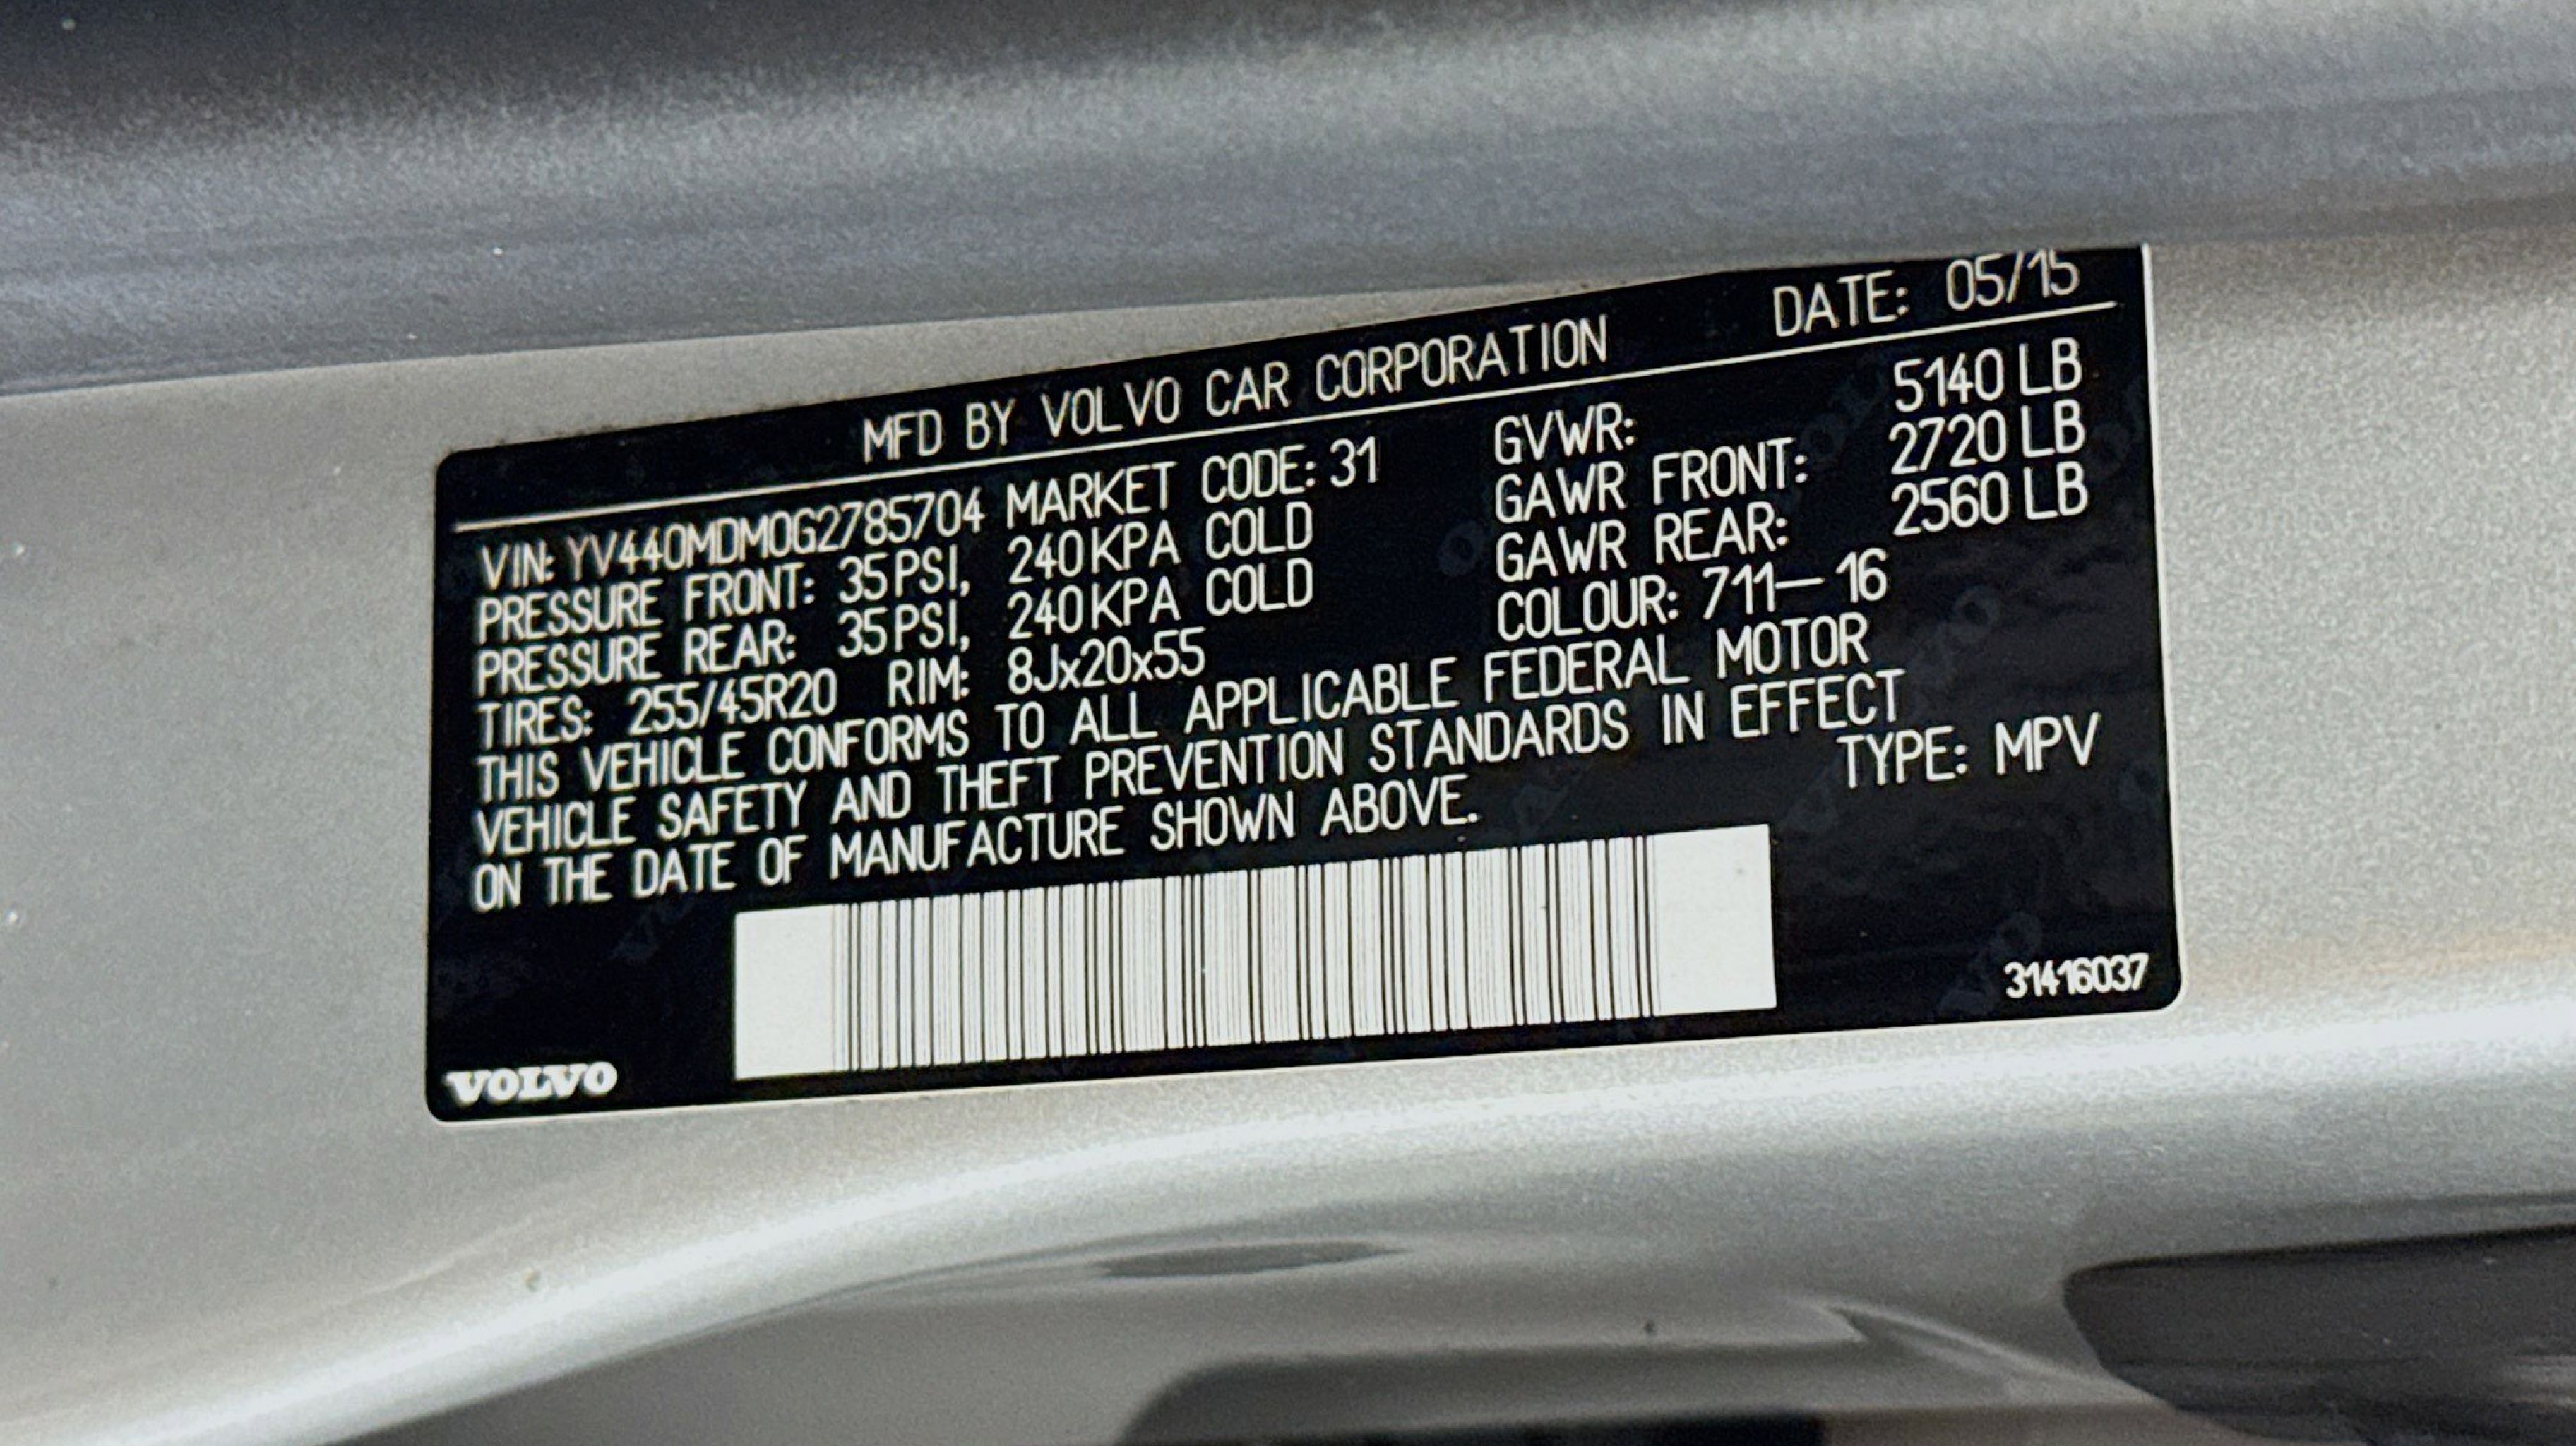 MFD BY VOLVO CAR CORPORATION DATE: 05/15
VIN: YV440MDM0G2785704 MARKET CODE: 31 GVWR: 5140 LB
PRESSURE FRONT: 35 PSI, 240 KPA COLD GAWR FRONT: 2720 LB
PRESSURE REAR: 35 PSI, 240 KPA COLD GAWR REAR: 2560 LB
TIRES: 255/45R20 RIM: 8Jx20x55 COLOUR: 711-16
THIS VEHICLE CONFORMS TO ALL APPLICABLE FEDERAL MOTOR
VEHICLE SAFETY AND THEFT PREVENTION STANDARDS IN EFFECT
ON THE DATE OF MANUFACTURE SHOWN ABOVE. TYPE: MPV
31416037
VOLVO